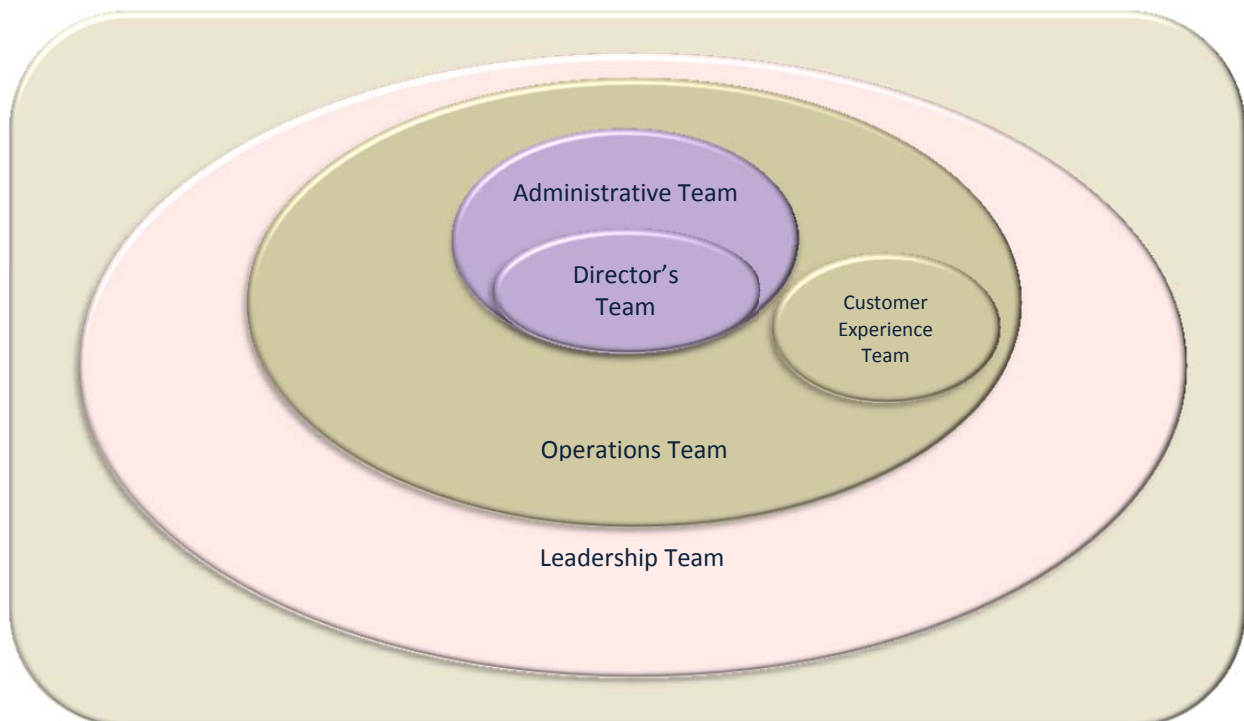 Administrative Team
Director’s
Team
Customer
Experience
Team
Operations Team
Leadership Team